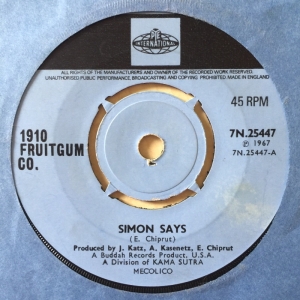 PYE
INTERNATIONAL
ALL RIGHTS OF THE MANUFACTURERS AND OWNERS OF THE RECORDED WORK RESERVED.
UNAUTHORISED PUBLIC PERFORMANCE, BROADCASTING AND COPYING PROHIBITED. MADE IN ENGLAND
45 RPM
1910
FRUITGUM
CO.
7N.25447
Ⓟ 1967
7N.25447-A
SIMON SAYS
(E. Chiprut)
Produced by J. Katz, A. Kasenetz, E. Chiprut
A Buddah Records Product, U.S.A.
A Division of KAMA SUTRA
MECOLICO